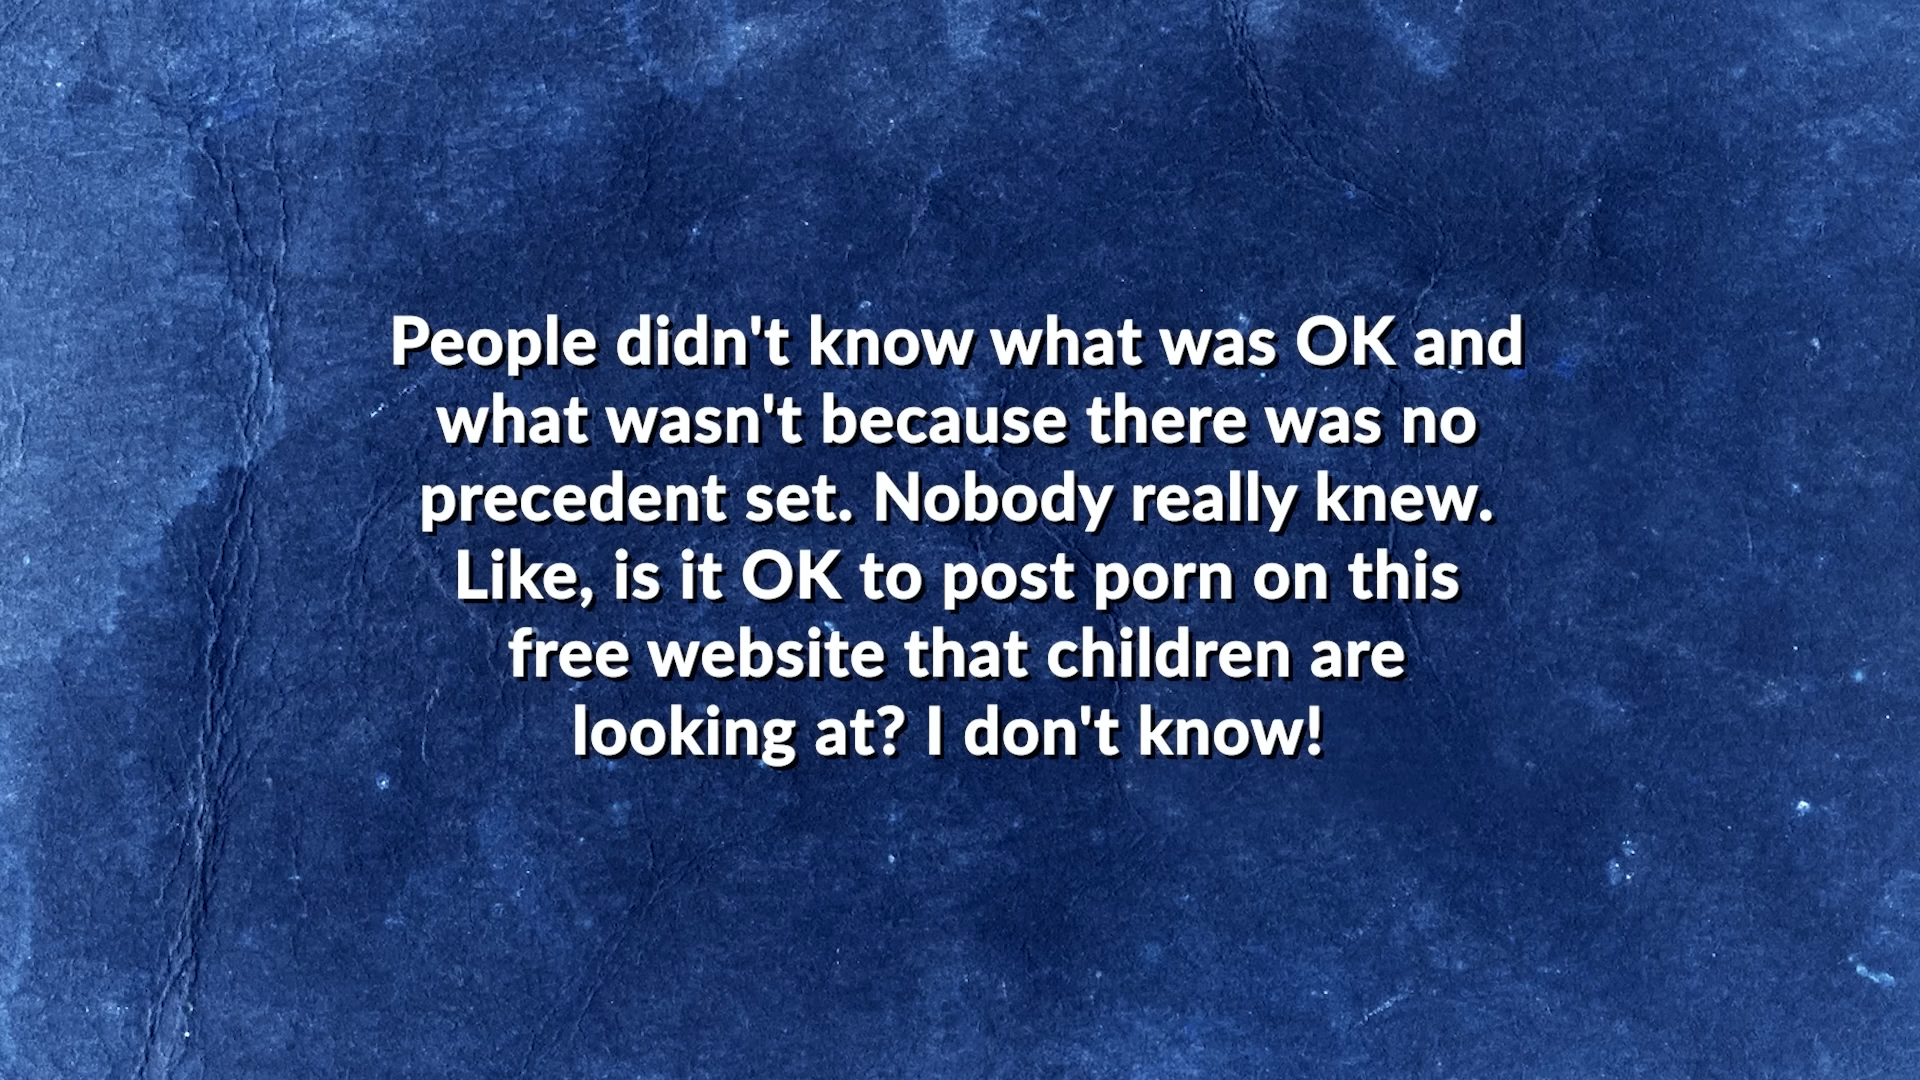 People didn't know what was OK and
what wasn't because there was no
precedent set. Nobody really knew.
Like, is it OK to post porn on this
free website that children are
looking at? I don't know!